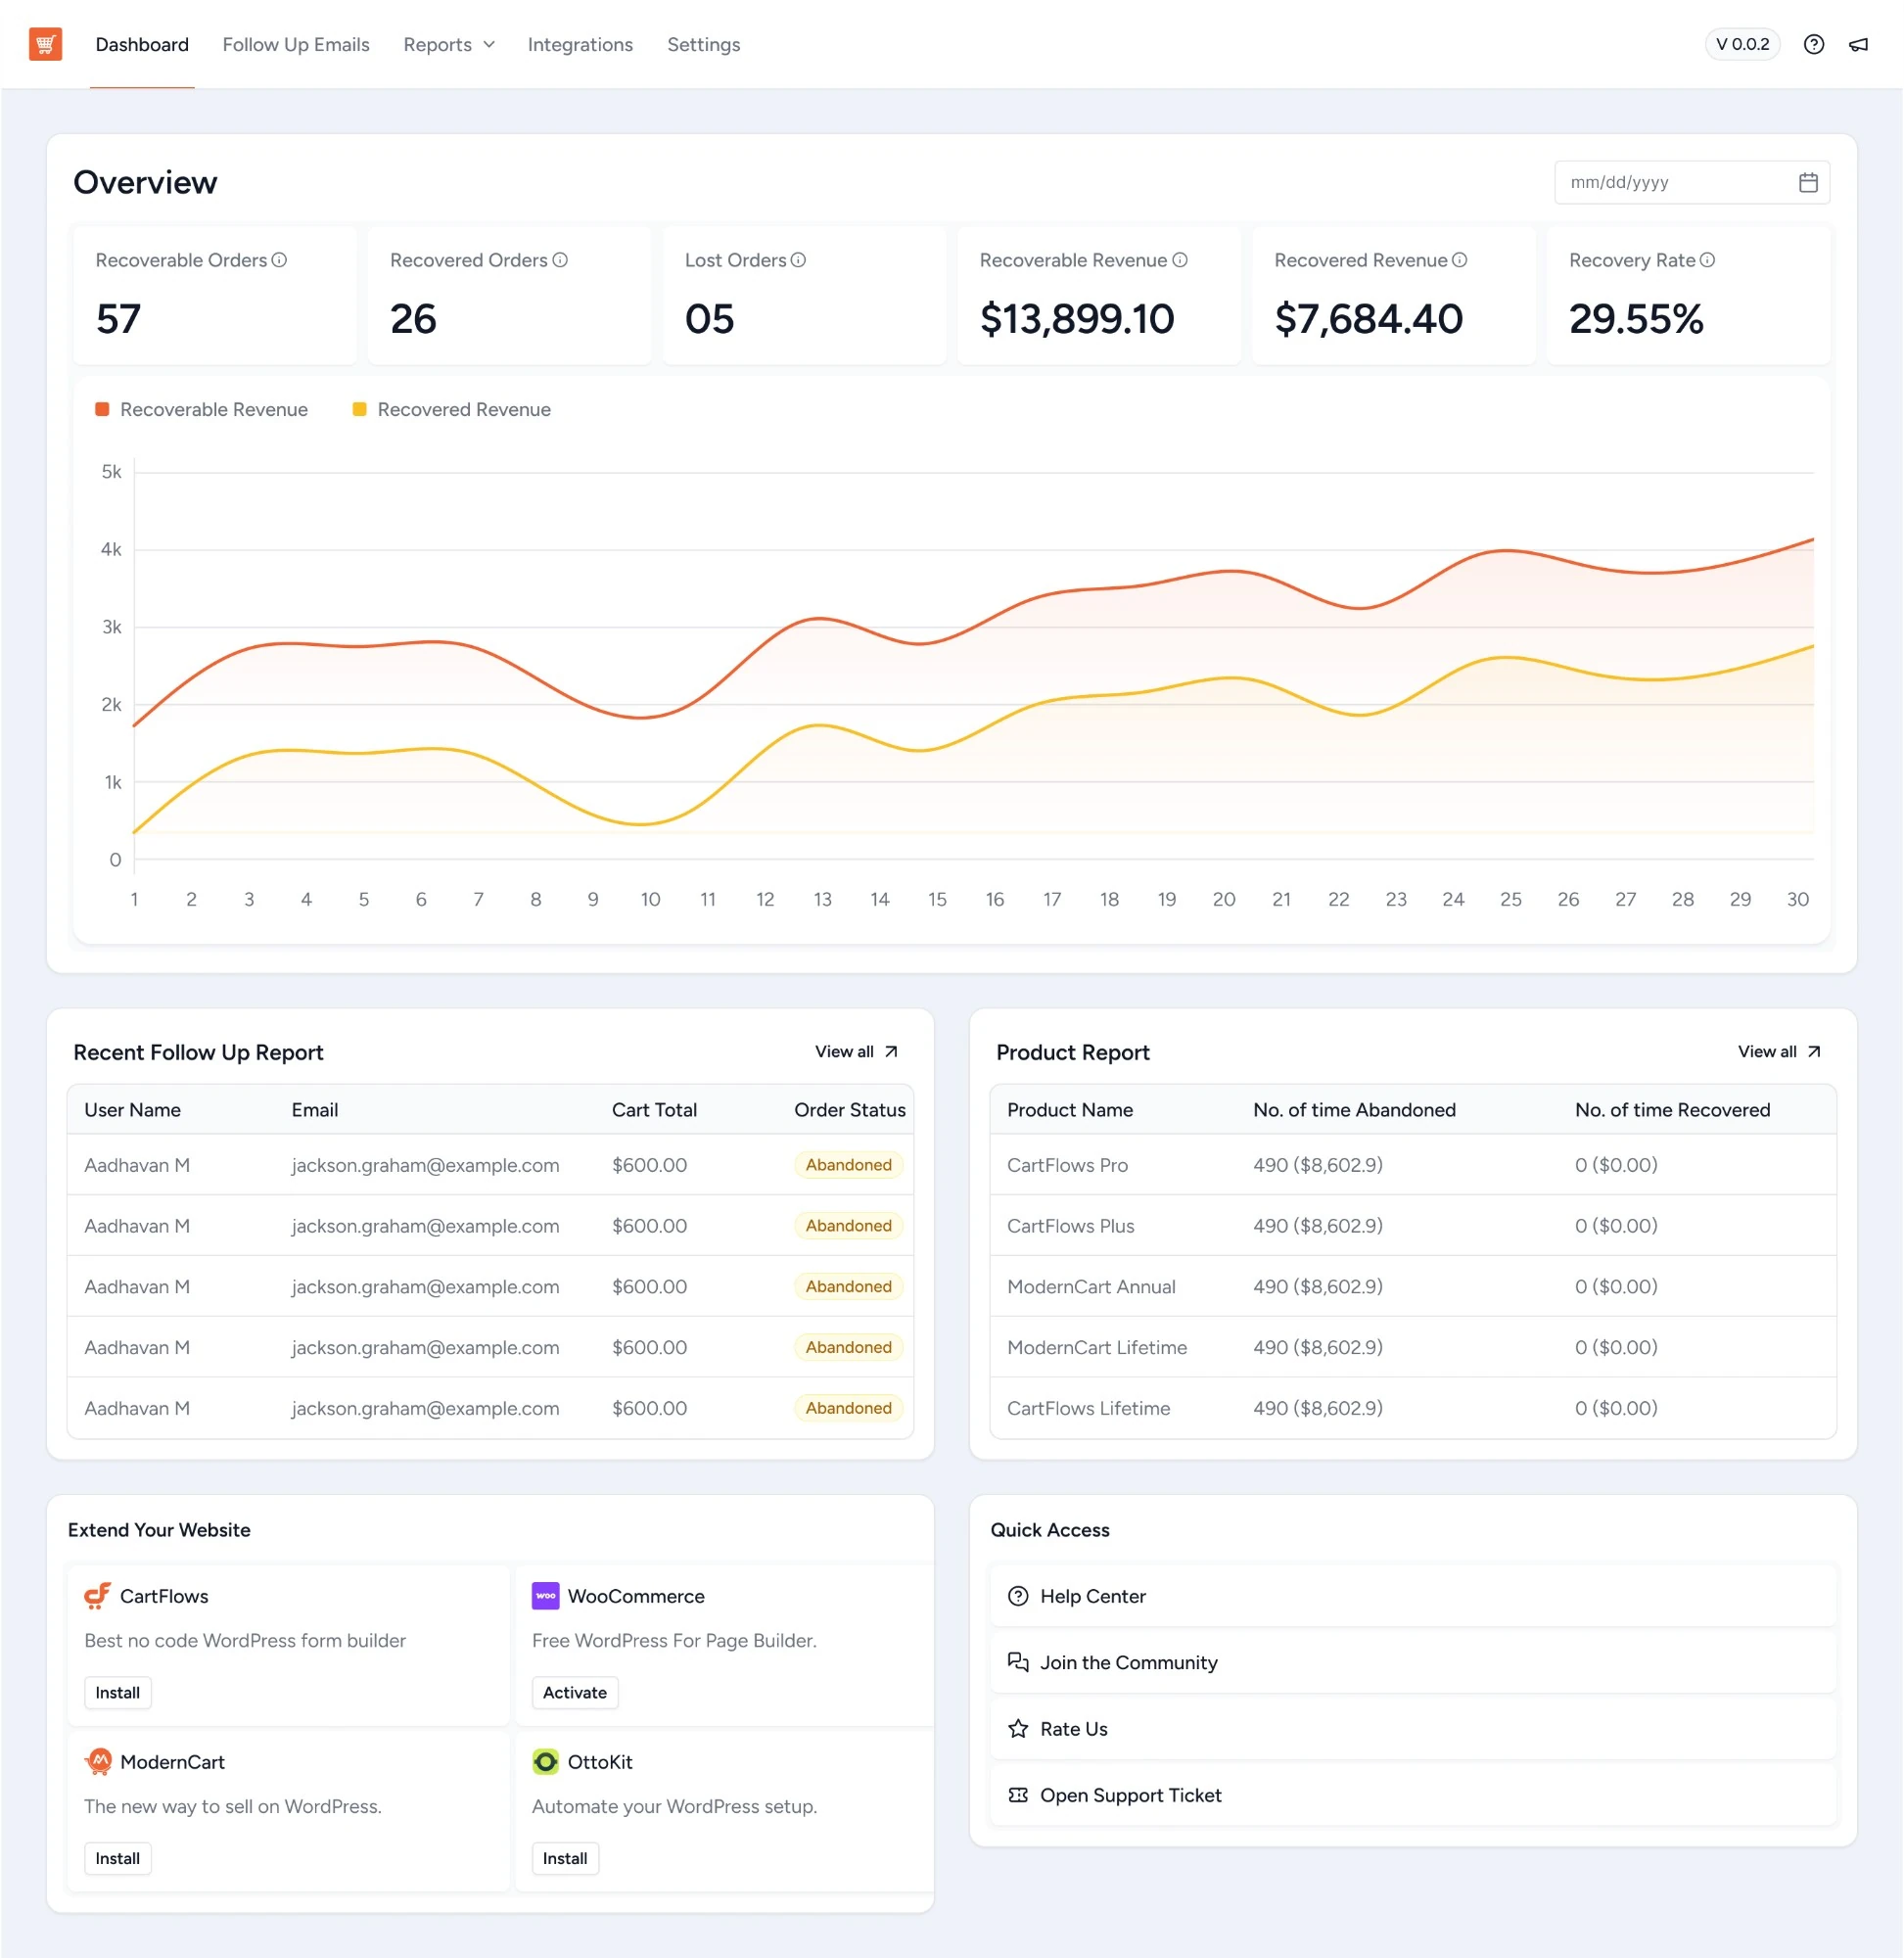 Dashboard Follow Up Emails Reports Integrations Settings V 0.0.2
Overview mm/dd/yyyy
Recoverable Orders Recovered Orders Lost Orders Recoverable Revenue Recovered Revenue Recovery Rate
57 26 05 $13,899.10 $7,684.40 29.55%
Recoverable Revenue Recovered Revenue
5k
4k
3k
2k
1k
0
1 2 3 4 5 6 7 8 9 10 11 12 13 14 15 16 17 18 19 20 21 22 23 24 25 26 27 28 29 30
Recent Follow Up Report View all
User Name Email Cart Total Order Status
Aadhavan M jackson.graham@example.com $600.00 Abandoned
Aadhavan M jackson.graham@example.com $600.00 Abandoned
Aadhavan M jackson.graham@example.com $600.00 Abandoned
Aadhavan M jackson.graham@example.com $600.00 Abandoned
Aadhavan M jackson.graham@example.com $600.00 Abandoned
Product Report View all
Product Name No. of time Abandoned No. of time Recovered
CartFlows Pro 490 ($8,602.9) 0 ($0.00)
CartFlows Plus 490 ($8,602.9) 0 ($0.00)
ModernCart Annual 490 ($8,602.9) 0 ($0.00)
ModernCart Lifetime 490 ($8,602.9) 0 ($0.00)
CartFlows Lifetime 490 ($8,602.9) 0 ($0.00)
Extend Your Website
CartFlows
Best no code WordPress form builder
Install
woo WooCommerce
Free WordPress For Page Builder.
Activate
ModernCart
The new way to sell on WordPress.
Install
OttoKit
Automate your WordPress setup.
Install
Quick Access
Help Center
Join the Community
Rate Us
Open Support Ticket